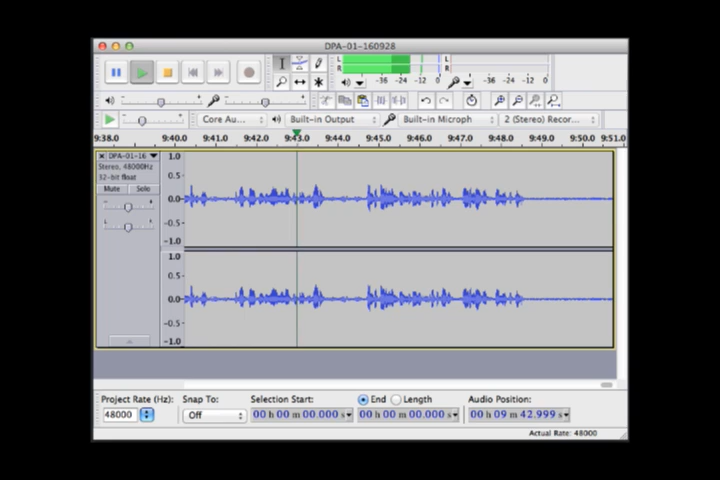 DPA-01-160928
L
R
-36 -24 -12 0
L
R
-36 -24 -12 0
Core Au... Built-in Output Built-in Microph 2 (Stereo) Recor...
9:38.0 9:40.0 9:41.0 9:42.0 9:43.0 9:44.0 9:45.0 9:46.0 9:47.0 9:48.0 9:49.0 9:50.0 9:51.0
DPA-01-16
Stereo, 48000Hz
32-bit float
Mute Solo
L R
1.0
0.5
0.0
-0.5
-1.0
1.0
0.5
0.0
-0.5
-1.0
Project Rate (Hz): Snap To: Selection Start: End Length Audio Position:
48000 Off 00 h 00 m 00.000 s 00 h 00 m 00.000 s 00 h 09 m 42.999 s
Actual Rate: 48000